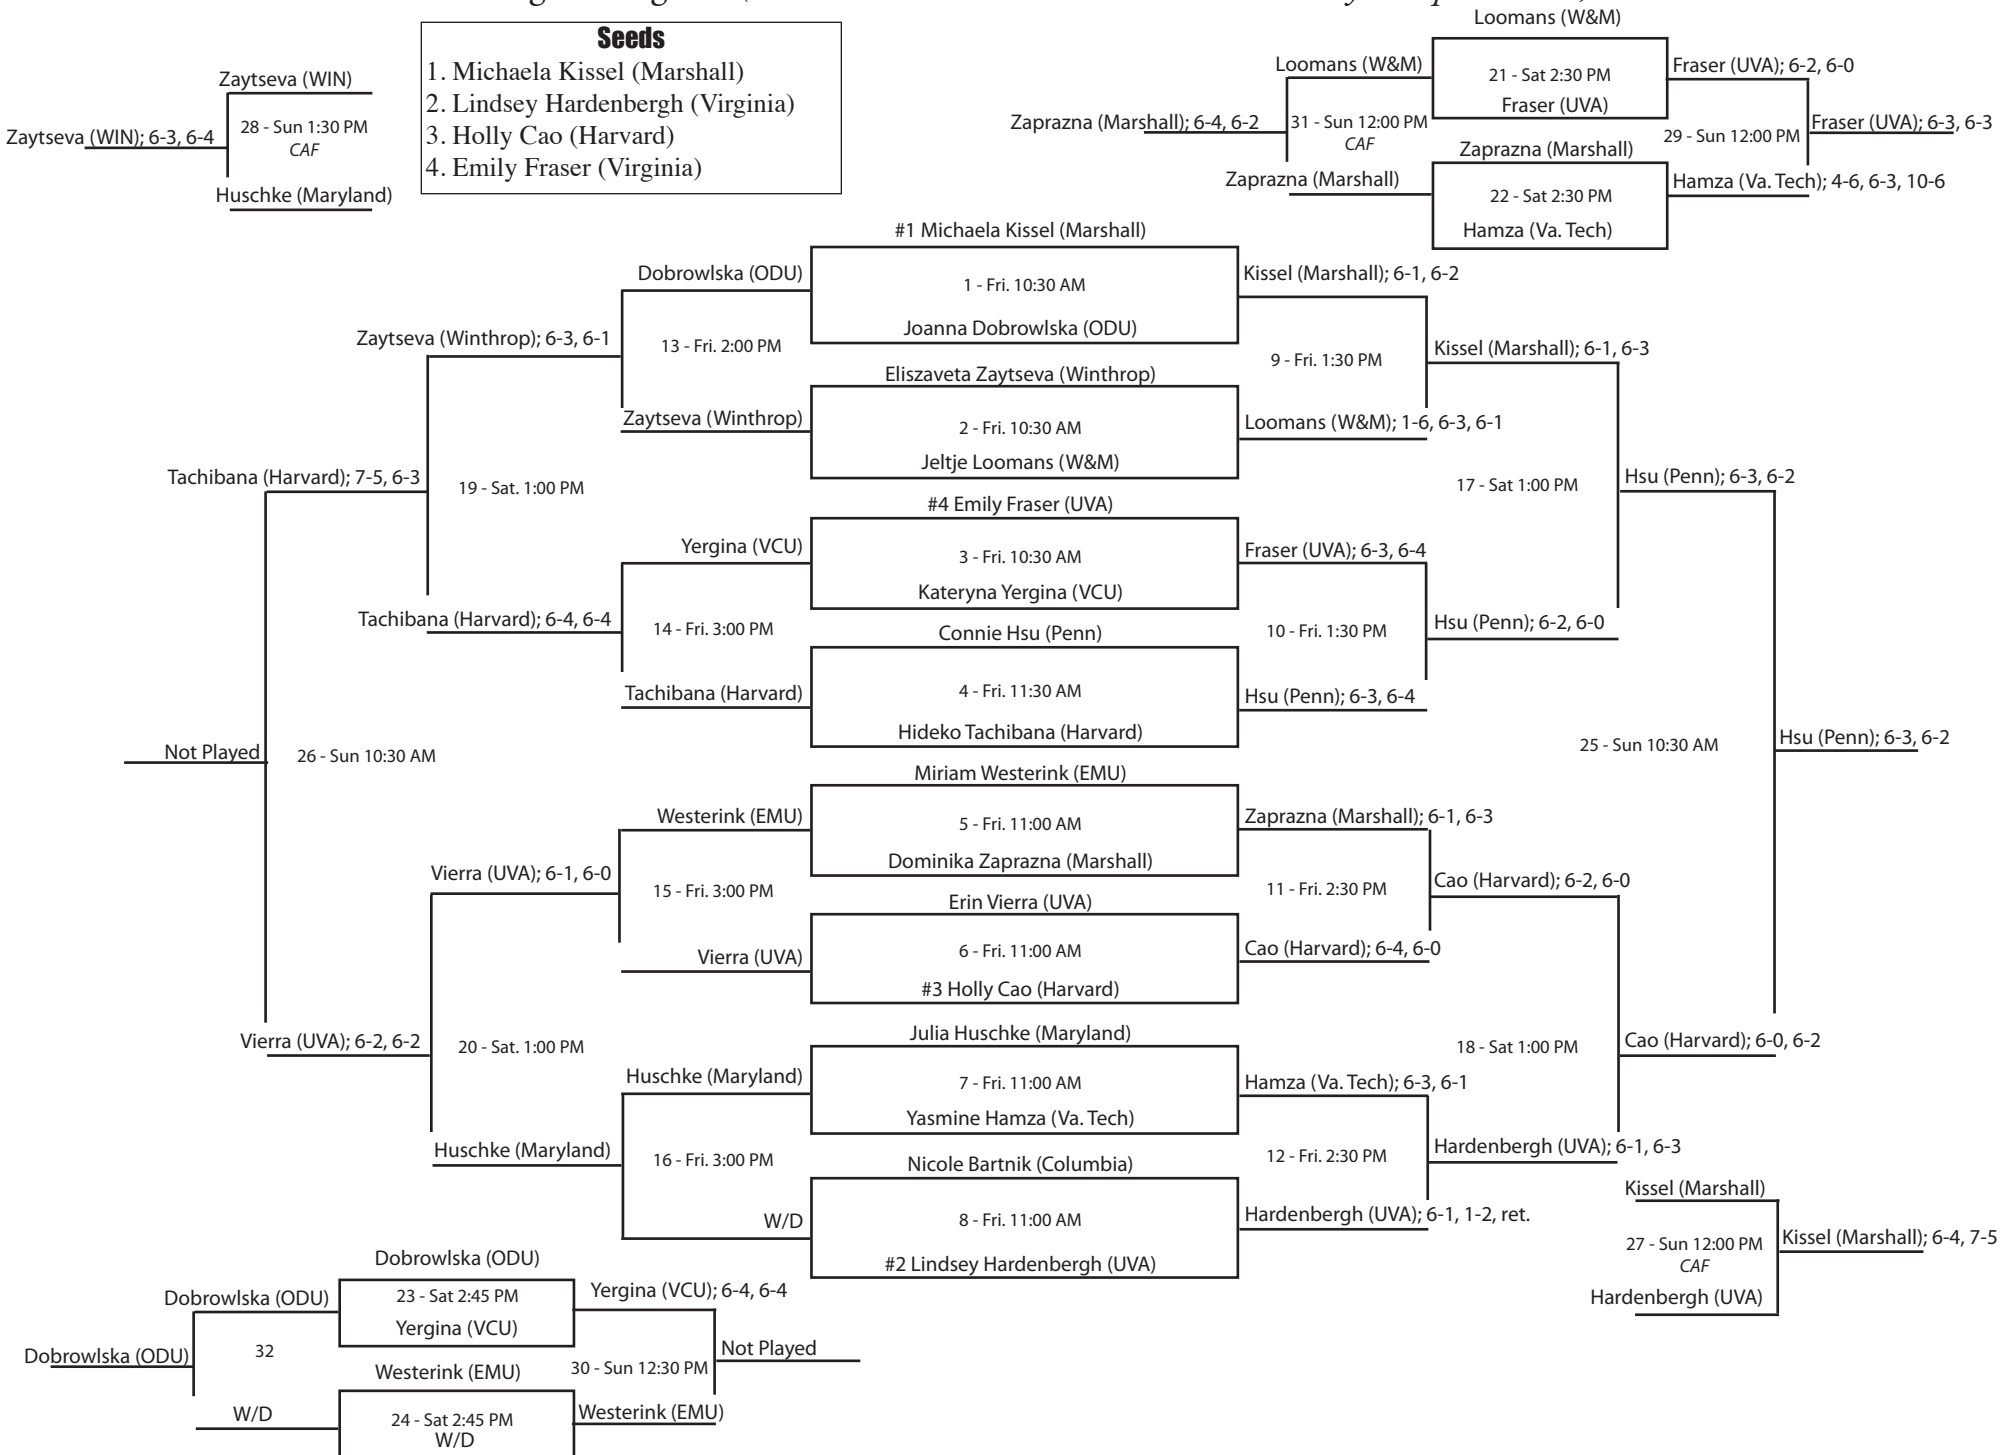 Seeds
1. Michaela Kissel (Marshall)
2. Lindsey Hardenbergh (Virginia)
3. Holly Cao (Harvard)
4. Emily Fraser (Virginia)
Zaytseva (WIN)
Zaytseva (WIN); 6-3, 6-4
28 - Sun 1:30 PM
CAF
Huschke (Maryland)
Loomans (W&M)
Loomans (W&M)
21 - Sat 2:30 PM
Fraser (UVA)
Fraser (UVA); 6-2, 6-0
Zaprazna (Marshall); 6-4, 6-2
31 - Sun 12:00 PM
CAF
29 - Sun 12:00 PM
Fraser (UVA); 6-3, 6-3
Zaprazna (Marshall)
Zaprazna (Marshall)
22 - Sat 2:30 PM
Hamza (Va. Tech)
Hamza (Va. Tech); 4-6, 6-3, 10-6
#1 Michaela Kissel (Marshall)
Dobrowlska (ODU)
1 - Fri. 10:30 AM
Kissel (Marshall); 6-1, 6-2
Joanna Dobrowlska (ODU)
Zaytseva (Winthrop); 6-3, 6-1
13 - Fri. 2:00 PM
9 - Fri. 1:30 PM
Kissel (Marshall); 6-1, 6-3
Eliszaveta Zaytseva (Winthrop)
Zaytseva (Winthrop)
2 - Fri. 10:30 AM
Loomans (W&M); 1-6, 6-3, 6-1
Jeltje Loomans (W&M)
Tachibana (Harvard); 7-5, 6-3
19 - Sat. 1:00 PM
17 - Sat 1:00 PM
Hsu (Penn); 6-3, 6-2
#4 Emily Fraser (UVA)
Yergina (VCU)
3 - Fri. 10:30 AM
Fraser (UVA); 6-3, 6-4
Kateryna Yergina (VCU)
Tachibana (Harvard); 6-4, 6-4
14 - Fri. 3:00 PM
10 - Fri. 1:30 PM
Hsu (Penn); 6-2, 6-0
Connie Hsu (Penn)
Tachibana (Harvard)
4 - Fri. 11:30 AM
Hsu (Penn); 6-3, 6-4
Hideko Tachibana (Harvard)
Not Played
26 - Sun 10:30 AM
25 - Sun 10:30 AM
Hsu (Penn); 6-3, 6-2
Miriam Westerink (EMU)
Westerink (EMU)
5 - Fri. 11:00 AM
Zaprazna (Marshall); 6-1, 6-3
Dominika Zaprazna (Marshall)
Vierra (UVA); 6-1, 6-0
15 - Fri. 3:00 PM
11 - Fri. 2:30 PM
Cao (Harvard); 6-2, 6-0
Erin Vierra (UVA)
Vierra (UVA)
6 - Fri. 11:00 AM
Cao (Harvard); 6-4, 6-0
#3 Holly Cao (Harvard)
Vierra (UVA); 6-2, 6-2
20 - Sat. 1:00 PM
18 - Sat 1:00 PM
Cao (Harvard); 6-0, 6-2
Julia Huschke (Maryland)
Huschke (Maryland)
7 - Fri. 11:00 AM
Hamza (Va. Tech); 6-3, 6-1
Yasmine Hamza (Va. Tech)
Huschke (Maryland)
16 - Fri. 3:00 PM
12 - Fri. 2:30 PM
Hardenbergh (UVA); 6-1, 6-3
Nicole Bartnik (Columbia)
W/D
8 - Fri. 11:00 AM
Hardenbergh (UVA); 6-1, 1-2, ret.
#2 Lindsey Hardenbergh (UVA)
Kissel (Marshall)
27 - Sun 12:00 PM
CAF
Kissel (Marshall); 6-4, 7-5
Hardenbergh (UVA)
Dobrowlska (ODU)
Dobrowlska (ODU)
23 - Sat 2:45 PM
Yergina (VCU)
Yergina (VCU); 6-4, 6-4
Dobrowlska (ODU)
32
30 - Sun 12:30 PM
Not Played
Westerink (EMU)
W/D
24 - Sat 2:45 PM
W/D
Westerink (EMU)